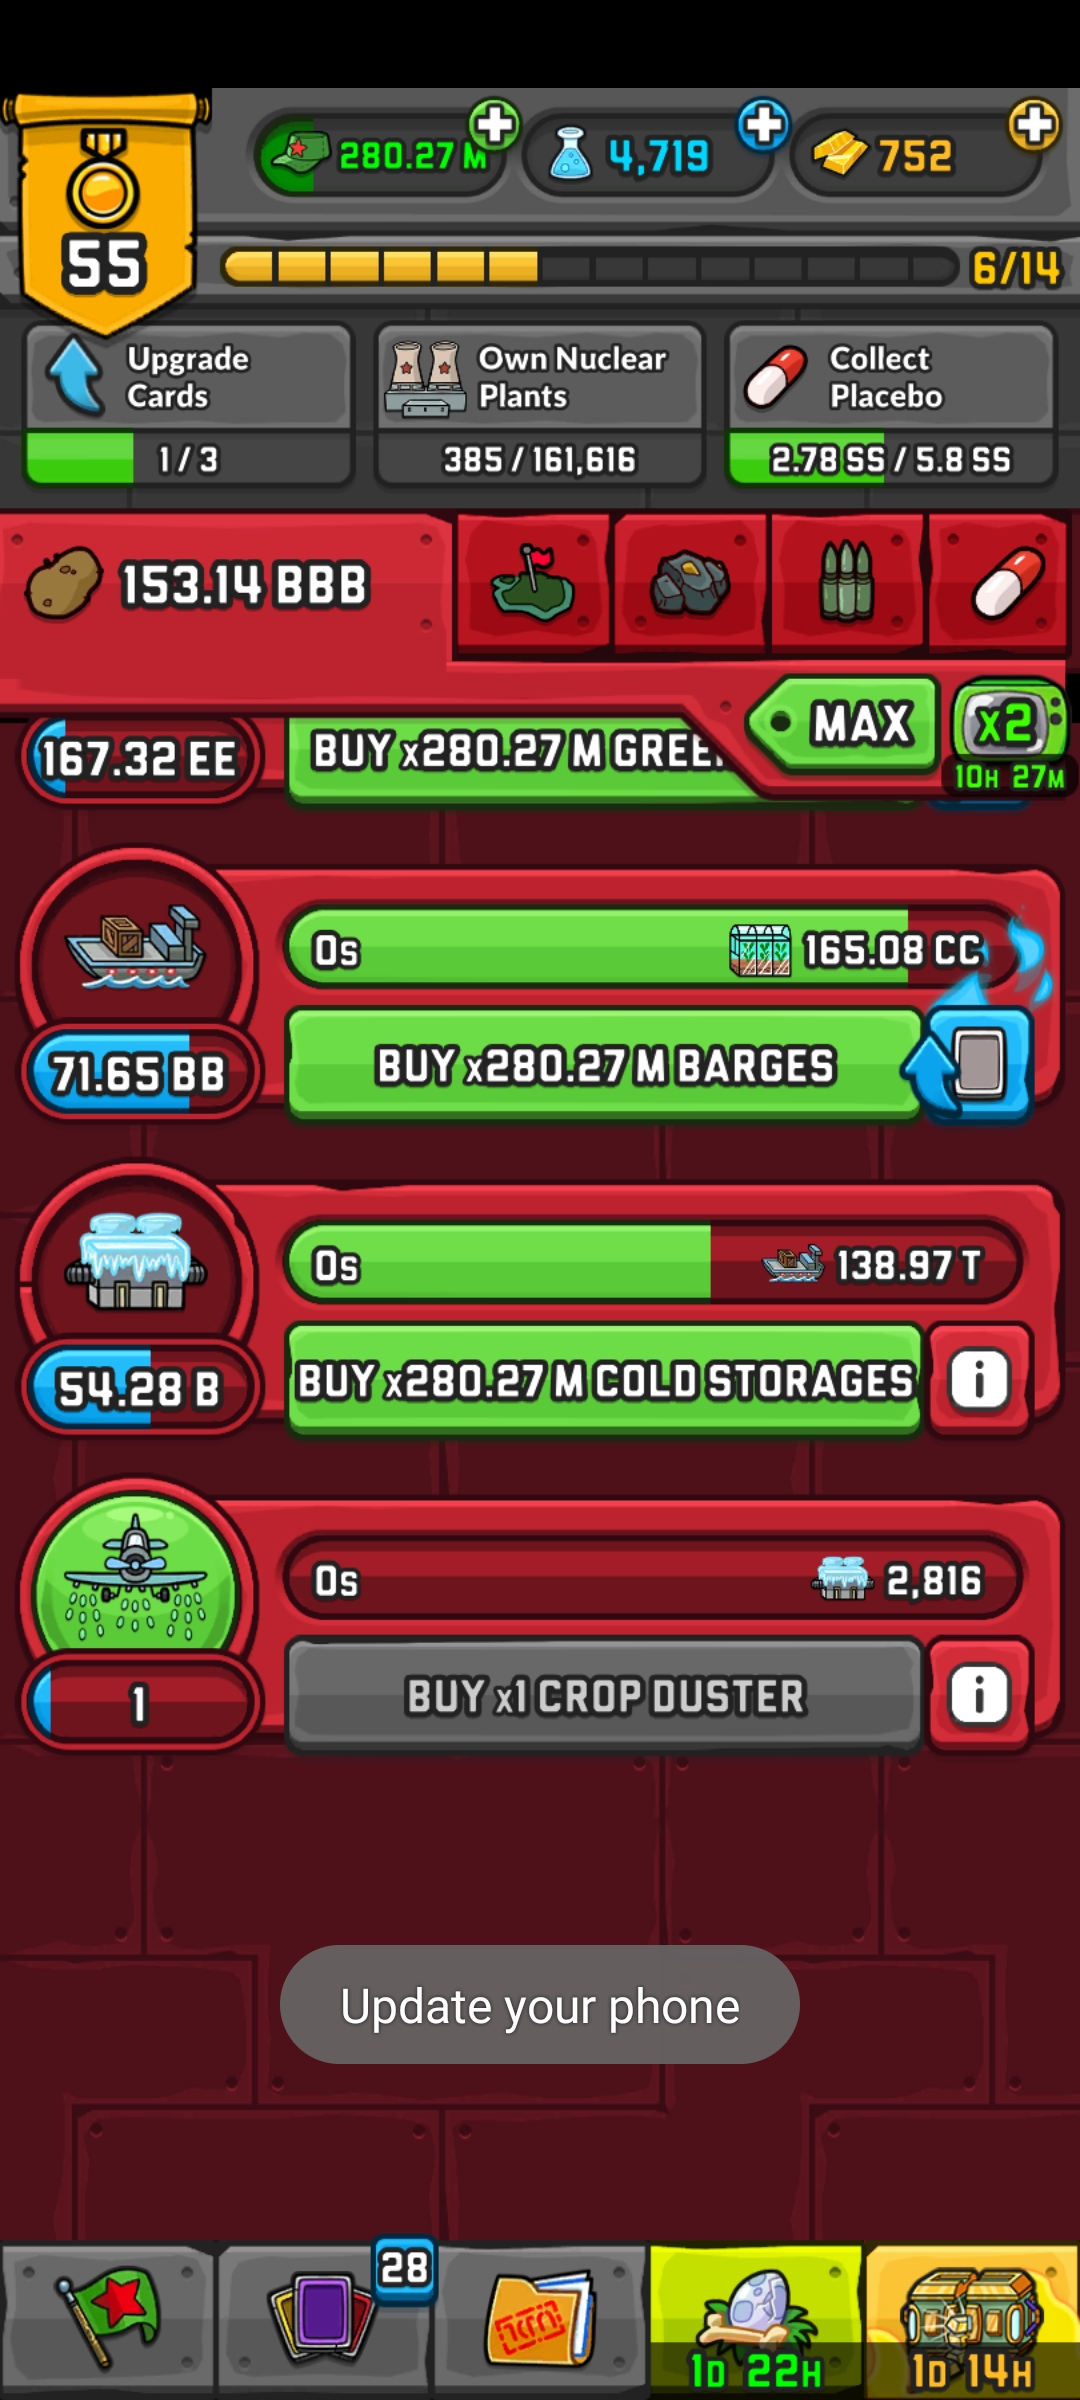 280.27 M
4,719
752
55
6/14
Upgrade
Cards
1 / 3
Own Nuclear
Plants
385 / 161,616
Collect
Placebo
2.78 SS / 5.8 SS
153.14 BBB
MAX
x2
10H 27M
167.32 EE
BUY x280.27 M GREE
0s
165.08 CC
71.65 BB
BUY x280.27 M BARGES
0s
138.97 T
54.28 B
BUY x280.27 M COLD STORAGES
i
0s
2,816
1
BUY x1 CROP DUSTER
i
Update your phone
28
1D 22H
1D 14H